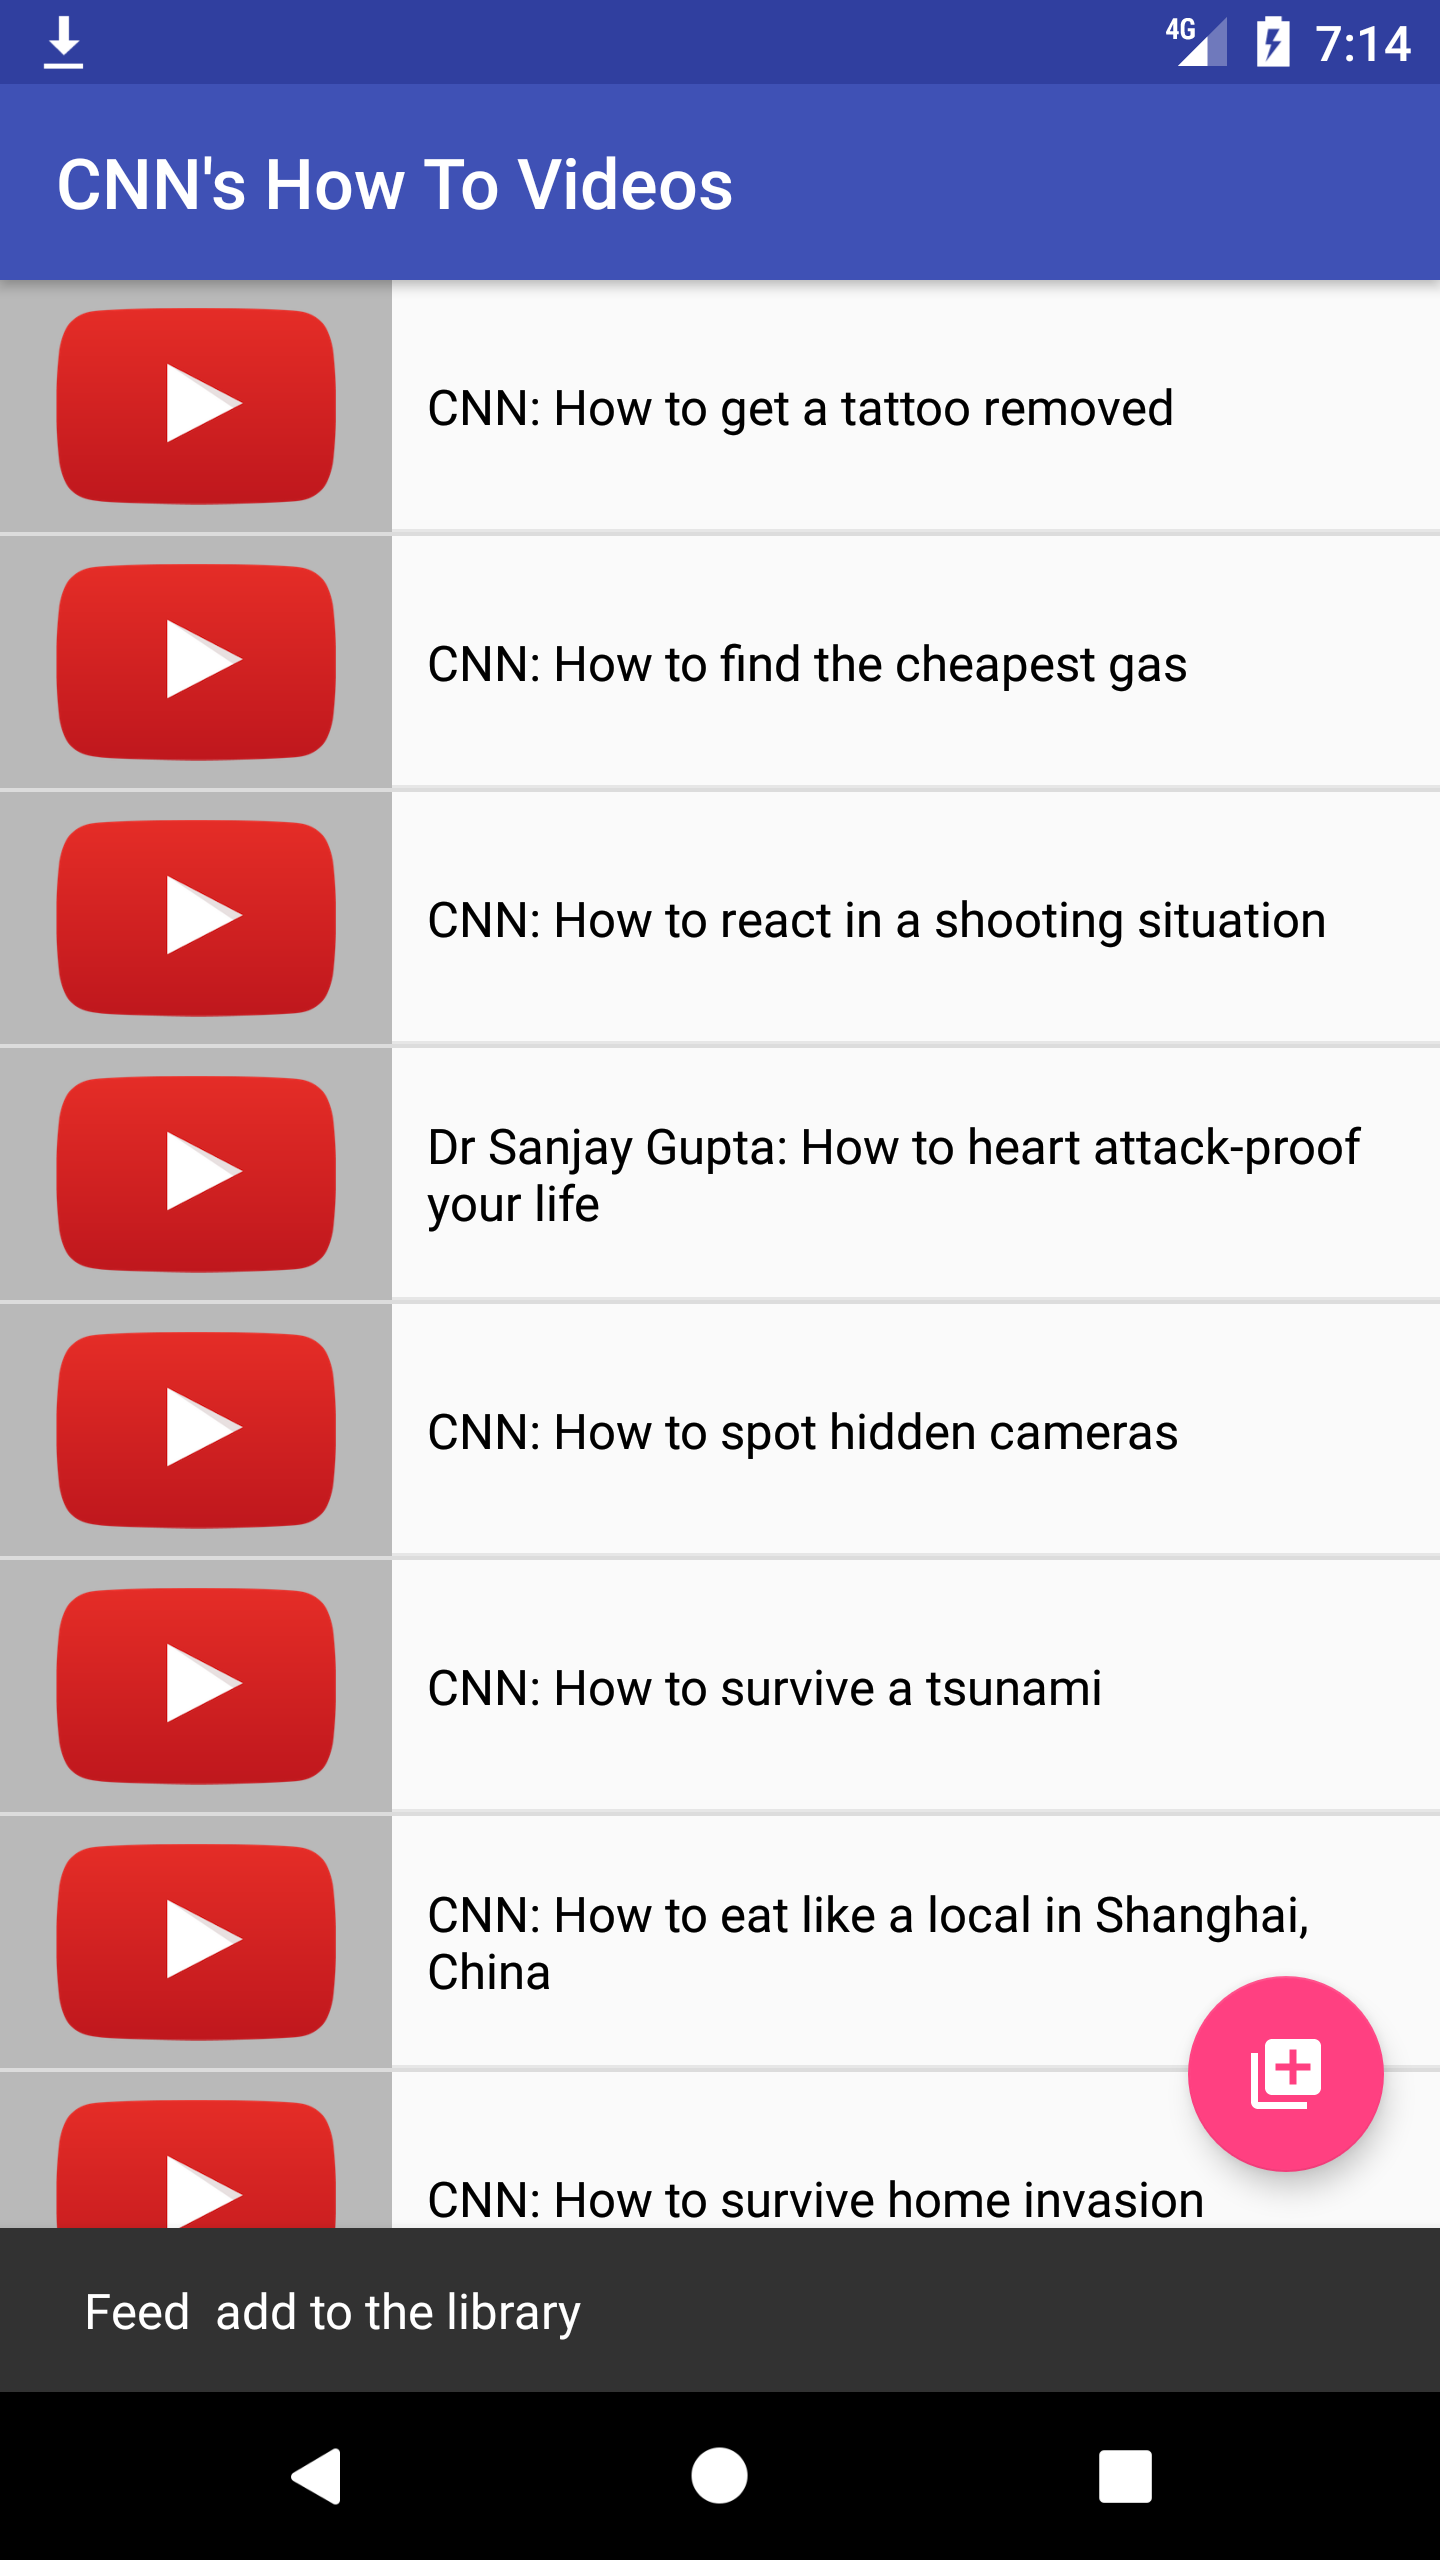 4G 7:14
CNN's How To Videos
CNN: How to get a tattoo removed
CNN: How to find the cheapest gas
CNN: How to react in a shooting situation
Dr Sanjay Gupta: How to heart attack-proof
your life
CNN: How to spot hidden cameras
CNN: How to survive a tsunami
CNN: How to eat like a local in Shanghai,
China
CNN: How to survive home invasion
Feed  add to the library